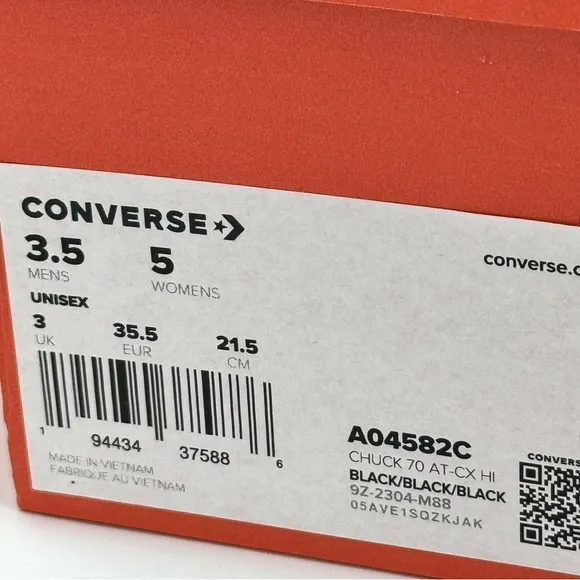 CONVERSE
3.5 5
MENS WOMENS
converse.c
UNISEX
3 35.5 21.5
UK EUR CM
1 94434 37588 6
MADE IN VIETNAM
FABRIQUÉ AU VIETNAM
A04582C
CHUCK 70 AT-CX HI
BLACK/BLACK/BLACK
9Z-2304-M88
05AVE1SQZKJAK
CONVERS